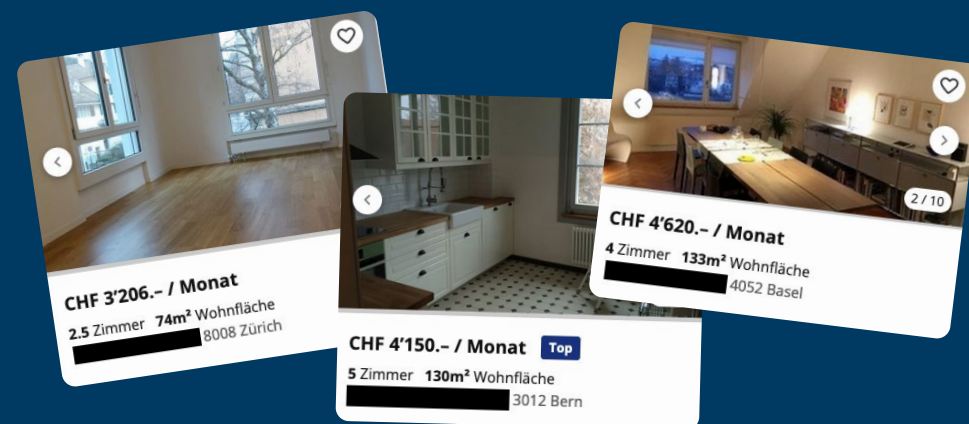 CHF 3’206.– / Monat
2.5 Zimmer 74m² Wohnfläche
8008 Zürich
CHF 4’150.– / Monat Top
5 Zimmer 130m² Wohnfläche
3012 Bern
2 / 10
CHF 4’620.– / Monat
4 Zimmer 133m² Wohnfläche
4052 Basel